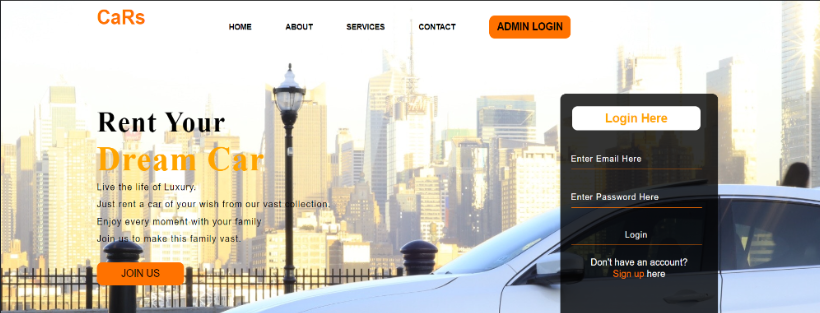 CaRs
HOME
ABOUT
SERVICES
CONTACT
ADMIN LOGIN
Rent Your
Dream Car
Live the life of Luxury.
Just rent a car of your wish from our vast collection.
Enjoy every moment with your family
Join us to make this family vast.
JOIN US
Login Here
Enter Email Here
Enter Password Here
Login
Don't have an account?
Sign up here